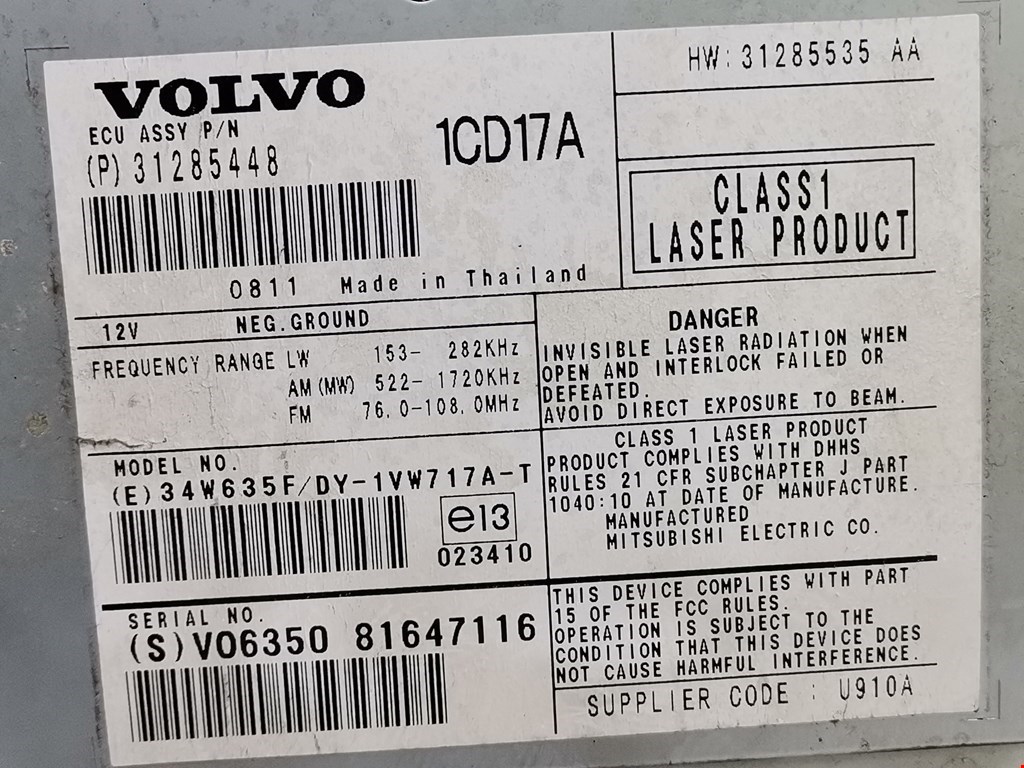 VOLVO
ECU ASSY P/N
(P) 31285448
1CD17A
0811 Made in Thailand
HW: 31285535 AA
CLASS1
LASER PRODUCT
12V NEG. GROUND
FREQUENCY RANGE LW 153- 282KHz
AM (MW) 522- 1720KHz
FM 76.0-108.0MHz
DANGER
INVISIBLE LASER RADIATION WHEN
OPEN AND INTERLOCK FAILED OR
DEFEATED.
AVOID DIRECT EXPOSURE TO BEAM.
MODEL NO.
(E) 34W635F/DY-1VW717A-T
e13
023410
CLASS 1 LASER PRODUCT
PRODUCT COMPLIES WITH DHHS
RULES 21 CFR SUBCHAPTER J PART
1040:10 AT DATE OF MANUFACTURE.
MANUFACTURED
MITSUBISHI ELECTRIC CO.
SERIAL NO.
(S) V06350 81647116
THIS DEVICE COMPLIES WITH PART
15 OF THE FCC RULES.
OPERATION IS SUBJECT TO THE
CONDITION THAT THIS DEVICE DOES
NOT CAUSE HARMFUL INTERFERENCE.
SUPPLIER CODE : U910A